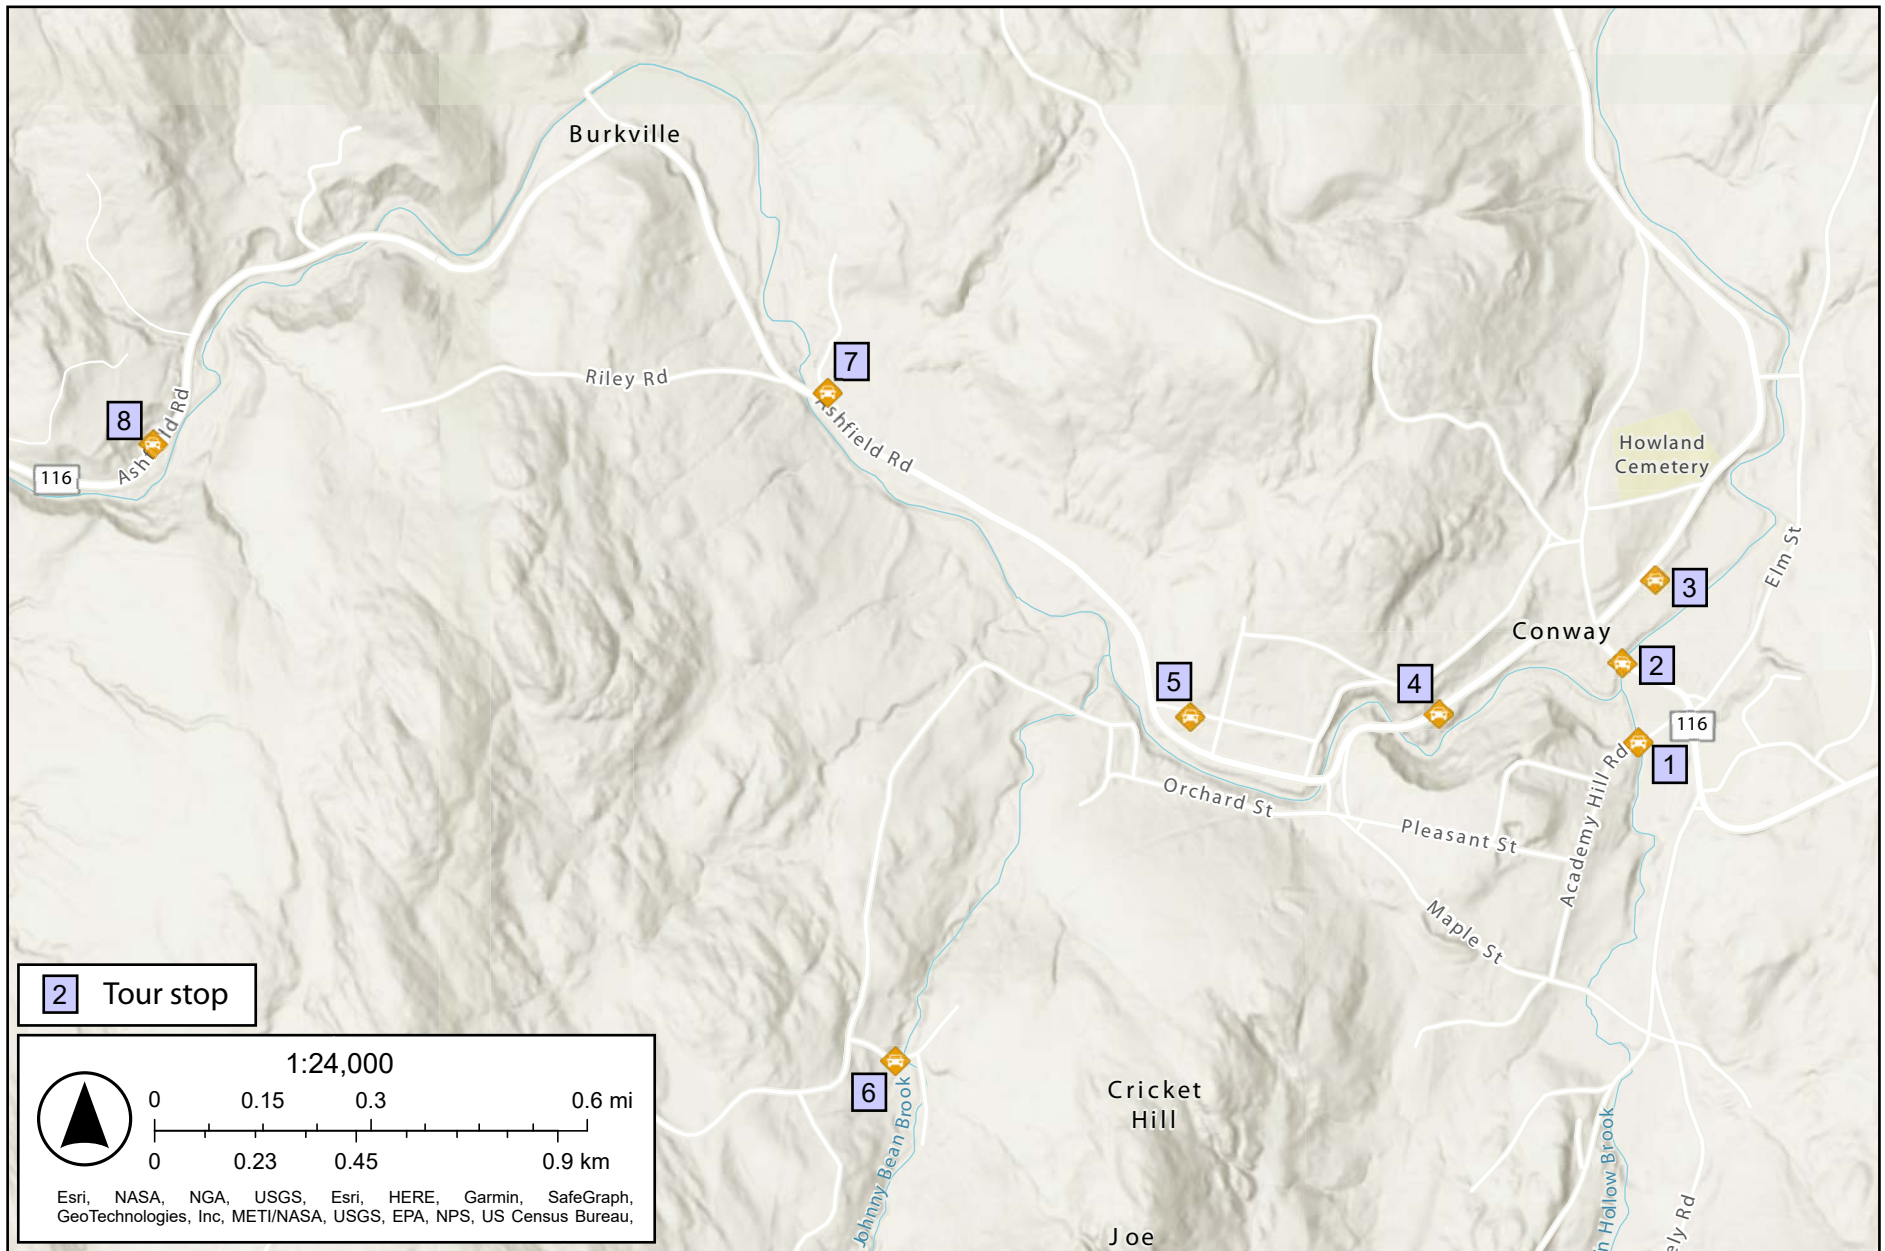 Burkville
7
Riley Rd
8
Ashfield Rd
Ashfield Rd
116
Howland
Cemetery
Elm St
3
Conway
2
5
4
116
1
Orchard St
Pleasant St
Academy Hill Rd
Maple St
2 Tour stop
1:24,000
0 0.15 0.3 0.6 mi
0 0.23 0.45 0.9 km
Esri, NASA, NGA, USGS, Esri, HERE, Garmin, SafeGraph,
GeoTechnologies, Inc, METI/NASA, USGS, EPA, NPS, US Census Bureau,
6
Johnny Bean Brook
Cricket
Hill
Joe
n Hollow Brook
ely Rd